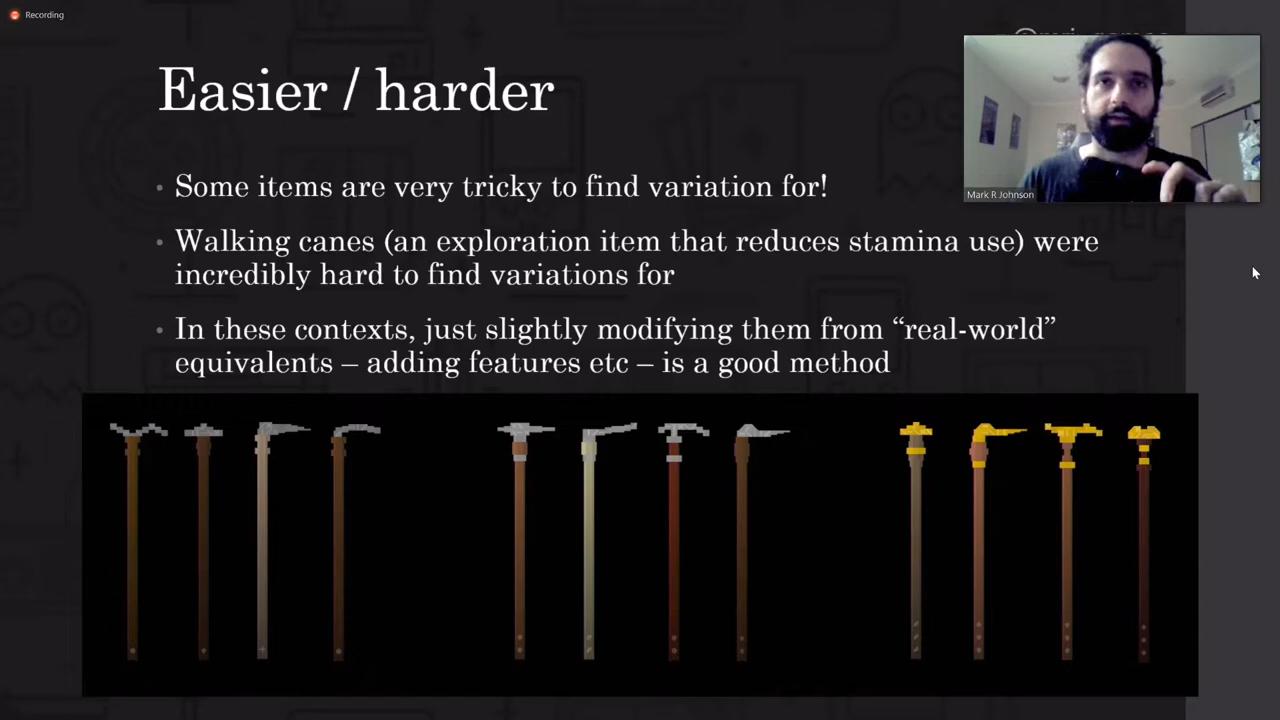 Recording
Easier / harder
Some items are very tricky to find variation for!
Walking canes (an exploration item that reduces stamina use) were
incredibly hard to find variations for
In these contexts, just slightly modifying them from “real-world”
equivalents – adding features etc – is a good method
Mark R Johnson